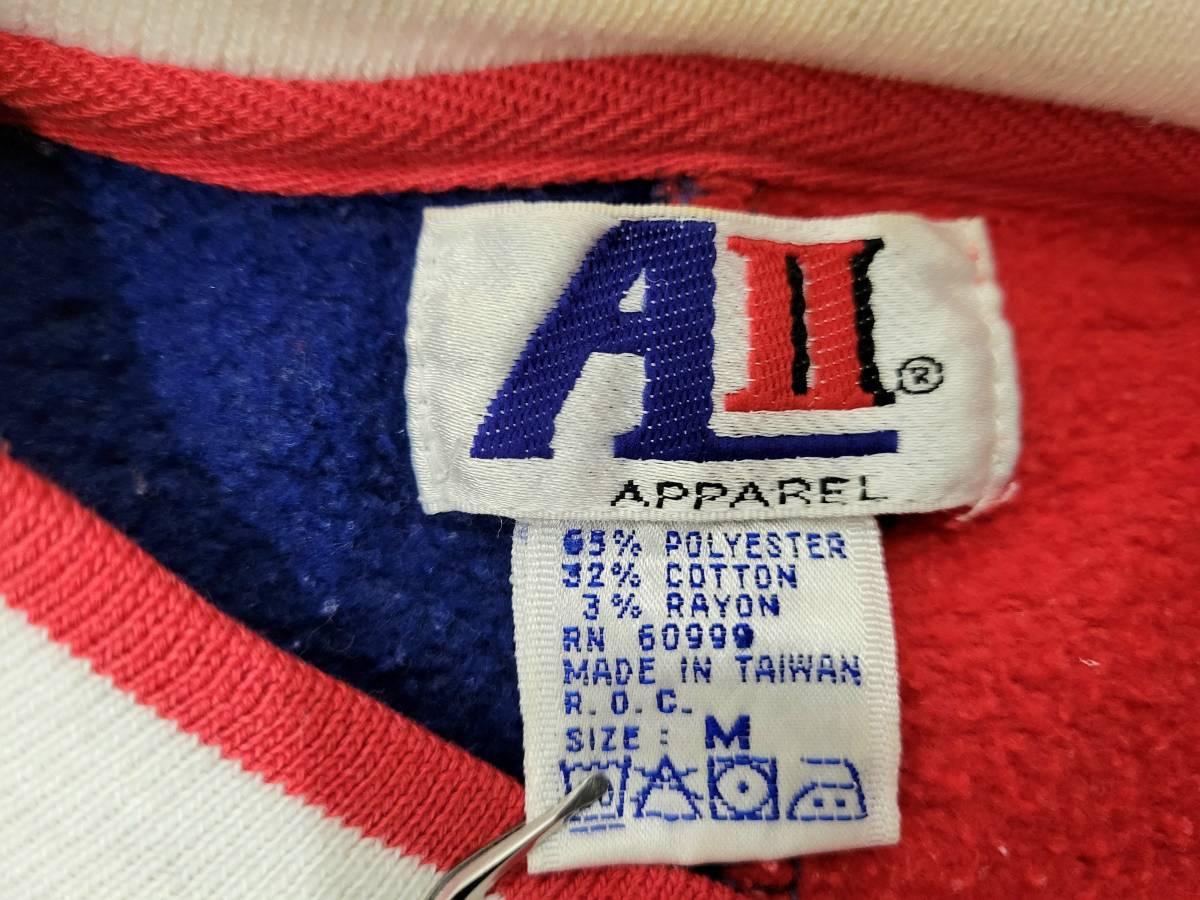 AII®
APPAREL
65% POLYESTER
32% COTTON
3% RAYON
RN 60999
MADE IN TAIWAN
R.O.C.
SIZE: M